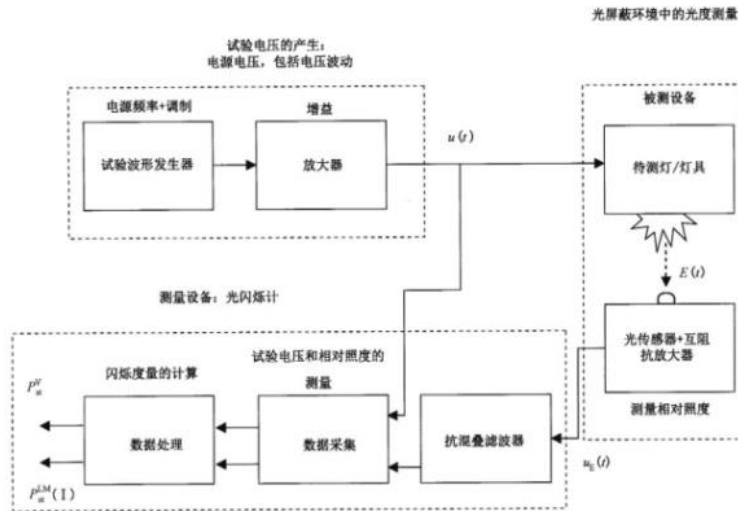 光屏蔽环境中的光度测量
试验电压的产生：
电源电压，包括电压波动
被测设备
电源频率+调制
增益
试验波形发生器
放大器
u(t)
待测灯/灯具
E(t)
测量设备：光闪烁计
光传感器+互阻
抗放大器
测量相对照度
试验电压和相对照度的
测量
闪烁度量的计算
P_st^V
数据处理
数据采集
抗混叠滤波器
u_E(t)
P_st^LM(I)